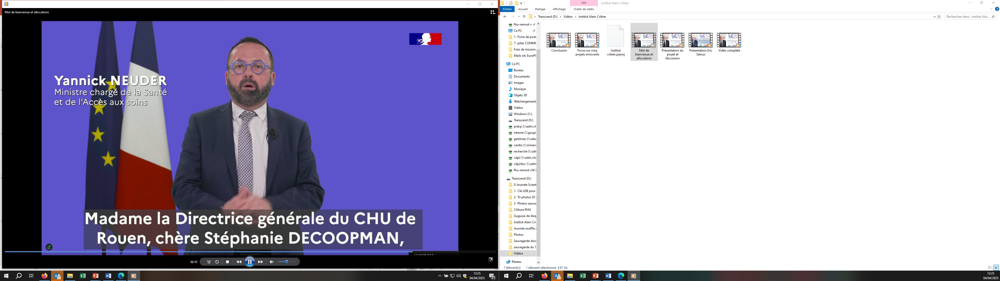 Mot de bienvenue et allocutions
Yannick NEUDER
Ministre chargé de la Santé
et de l'Accès aux soins
Madame la Directrice générale du CHU de
Rouen, chère Stéphanie DECOOPMAN,
La parole est à :
36:10
12:25
04/04/2025
25
Lire
Institut Alain Cribier
Fichier
Accueil
Partage
Affichage
Outils de vidéo
Transcend (D:) > Vidéos > Institut Alain Cribier
Rechercher dans : Institut Alai...
fhu-remod-v
Ce PC
1- Fiche de post
7- pilier COMMU
Frais de mission
Mails rdv EuroPC
Ce PC
Bureau
Documents
Images
Musique
Objets 3D
Téléchargement
Vidéos
Windows (C:)
Transcend (D:)
prdxp (\\adm.ch
interne (\\goupi
gestimes (\\satu
cardio (\\minerv
recherche (\\sat
cdp2 (\\adm.chu
cdp2doc (\\adm
fhu-remod-vhf (
Transcend (D:)
0-Journée Scient
1- Clé USB pour
2- Tri photos 20
3- Photos sauve
Clôture RHU
Gugusse de disq
Institut Alain Cri
Journée souffle
Photos
Sauvegarde dos
sauvegarde du 1
Vidéos
Réseau
Conclusion
Focus sur cinq
projets innovants
Institut
cribier.prproj
Mot de
bienvenue et
allocutions
Présentation du
projet et
discussion
Présentation Eric
Saloux
Vidéo complète
7 élément(s)
1 élément sélectionné 4,81 Go
12:25
04/04/2025